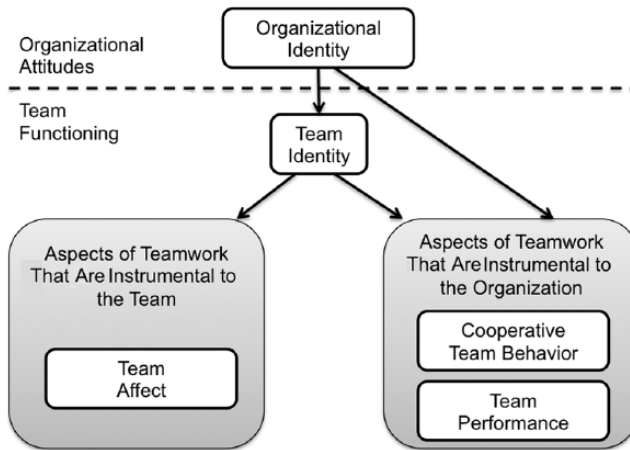 Organizational
Attitudes
Organizational
Identity
Team
Functioning
Team
Identity
Aspects of Teamwork
That Are Instrumental to
the Team
Team
Affect
Aspects of Teamwork
That Are Instrumental to
the Organization
Cooperative
Team Behavior
Team
Performance